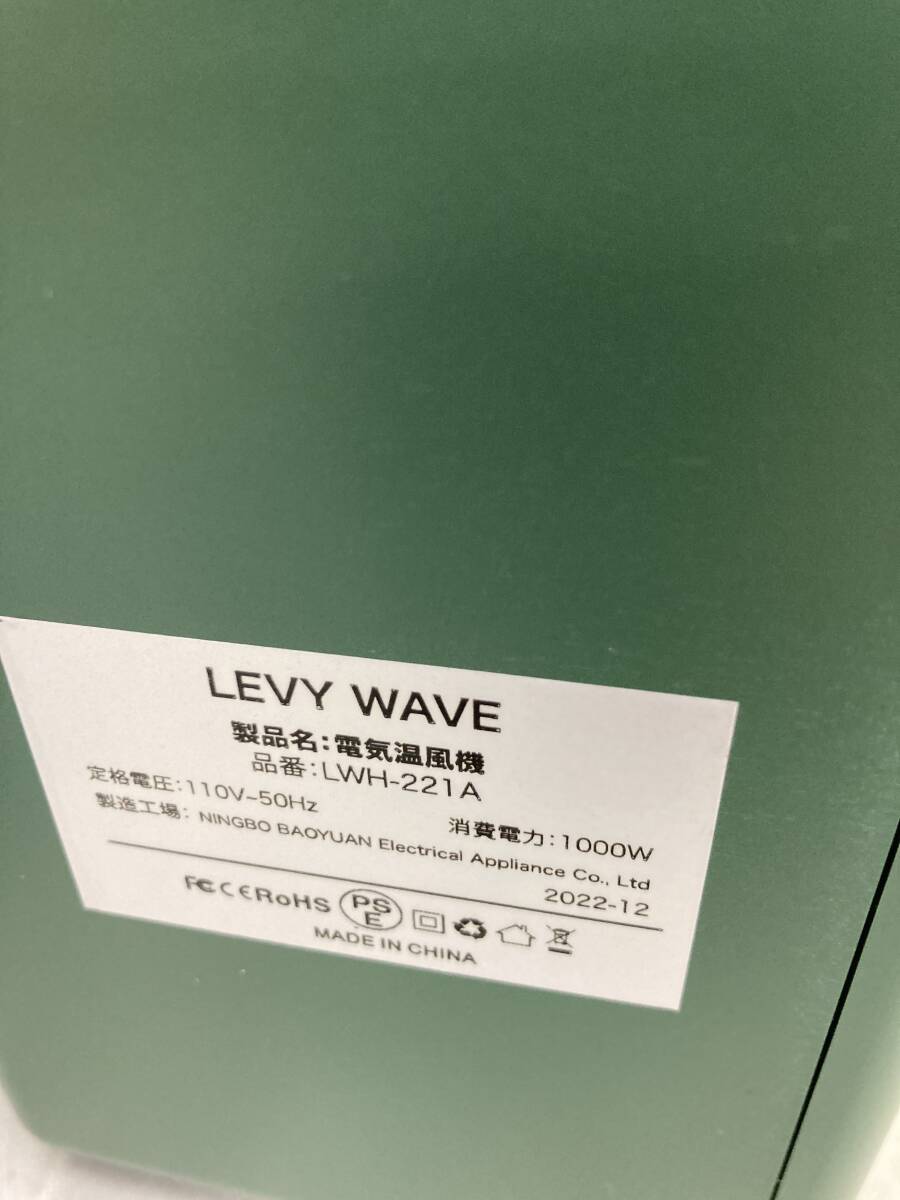 LEVY WAVE
製品名:電気温風機
品番:LWH-221A
定格電圧:110V~50Hz 消費電力:1000W
製造工場: NINGBO BAOYUAN Electrical Appliance Co., Ltd
2022-12
FC CE RoHS PSE
MADE IN CHINA